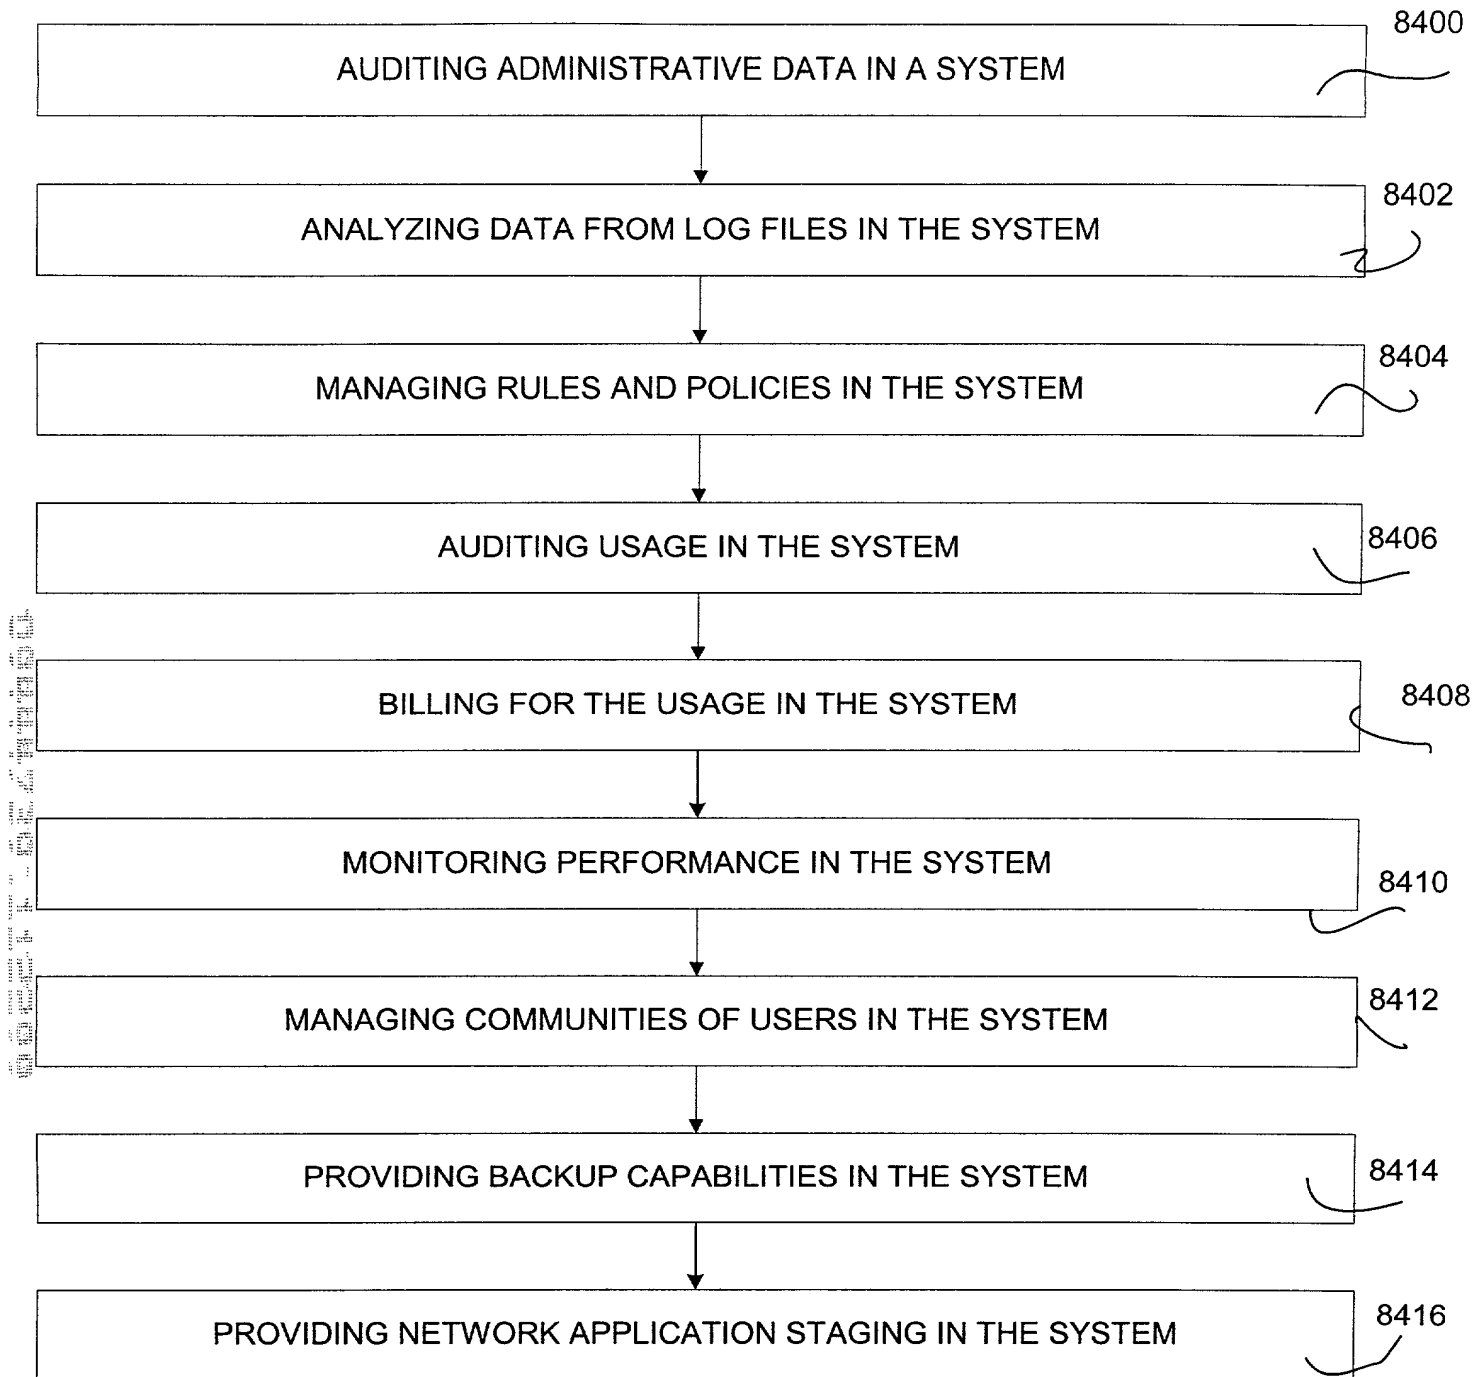 8400
AUDITING ADMINISTRATIVE DATA IN A SYSTEM
8402
ANALYZING DATA FROM LOG FILES IN THE SYSTEM
8404
MANAGING RULES AND POLICIES IN THE SYSTEM
8406
AUDITING USAGE IN THE SYSTEM
8408
BILLING FOR THE USAGE IN THE SYSTEM
MONITORING PERFORMANCE IN THE SYSTEM
8410
8412
MANAGING COMMUNITIES OF USERS IN THE SYSTEM
8414
PROVIDING BACKUP CAPABILITIES IN THE SYSTEM
8416
PROVIDING NETWORK APPLICATION STAGING IN THE SYSTEM